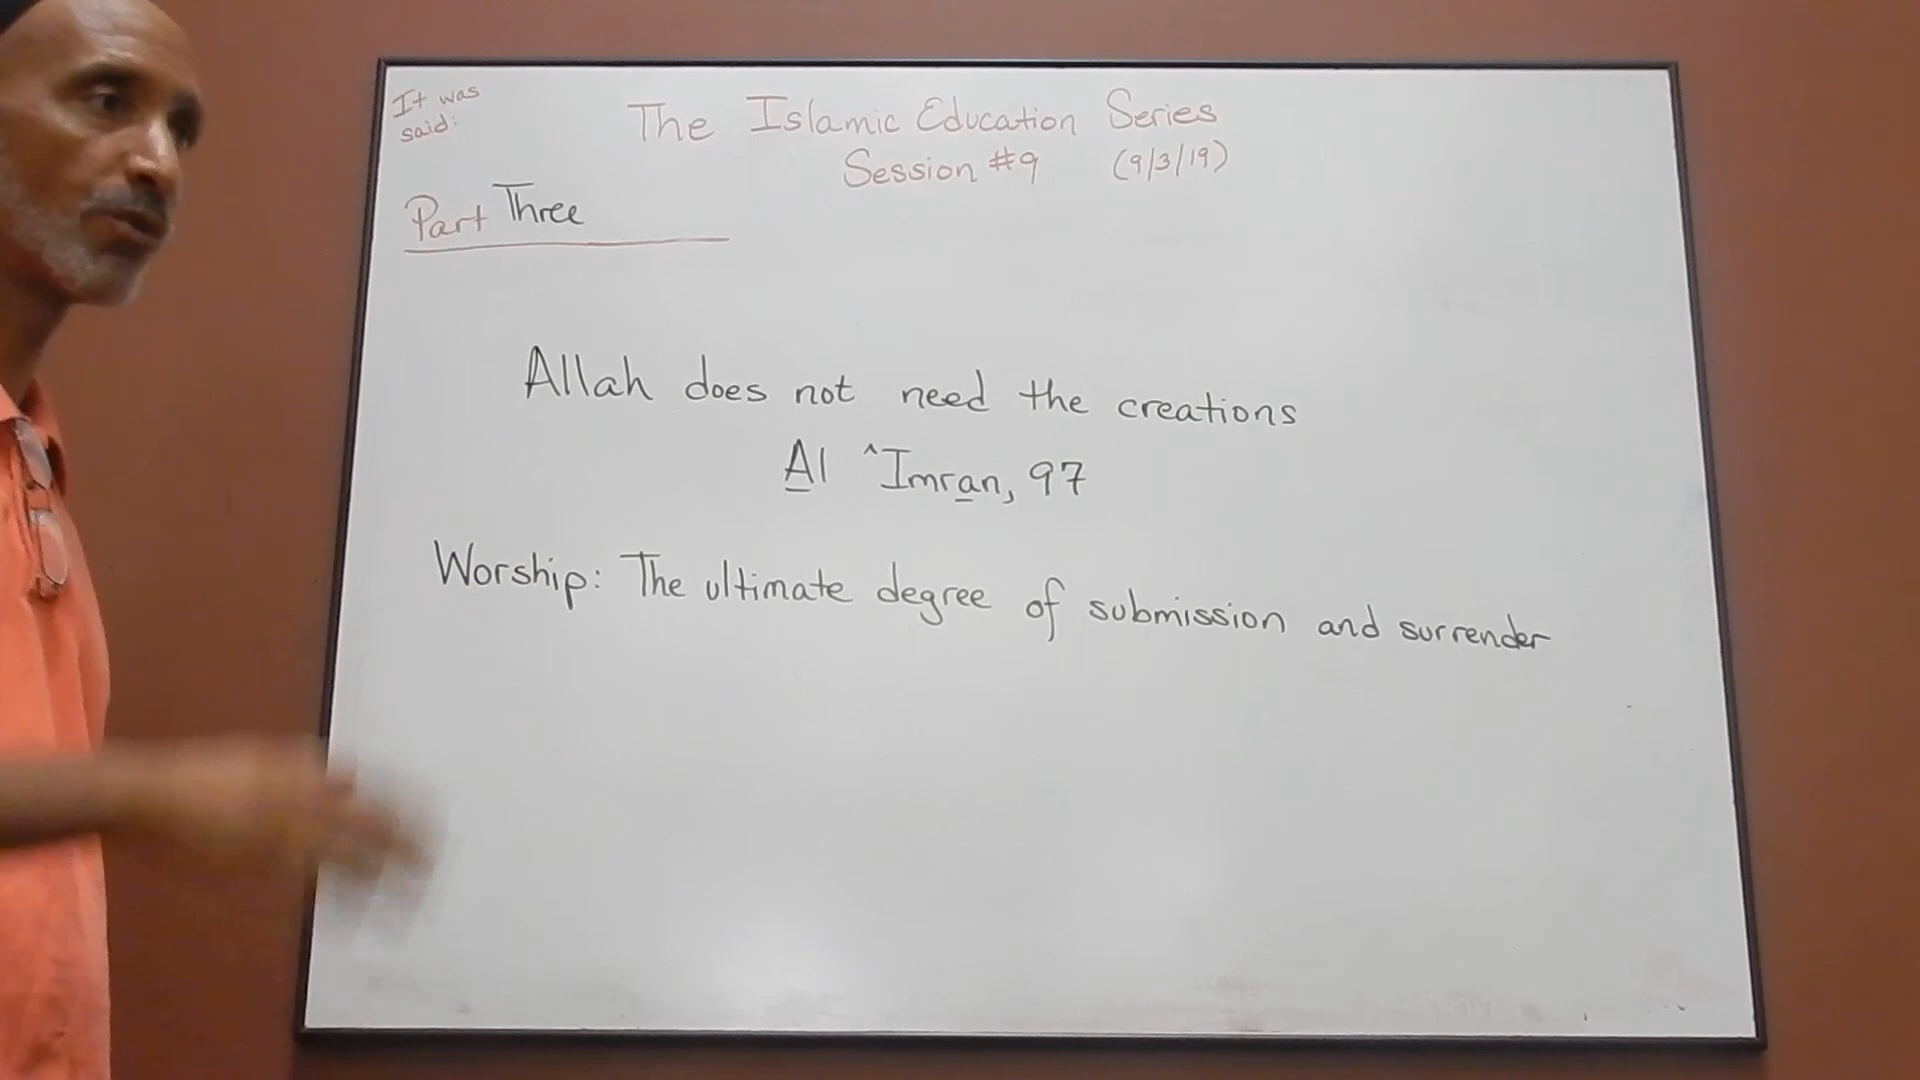 It was
said:
The Islamic Education Series
Session #9 (9/3/19)
Part Three
Allah does not need the creations
Al ^Imran, 97
Worship: The ultimate degree of submission and surrender